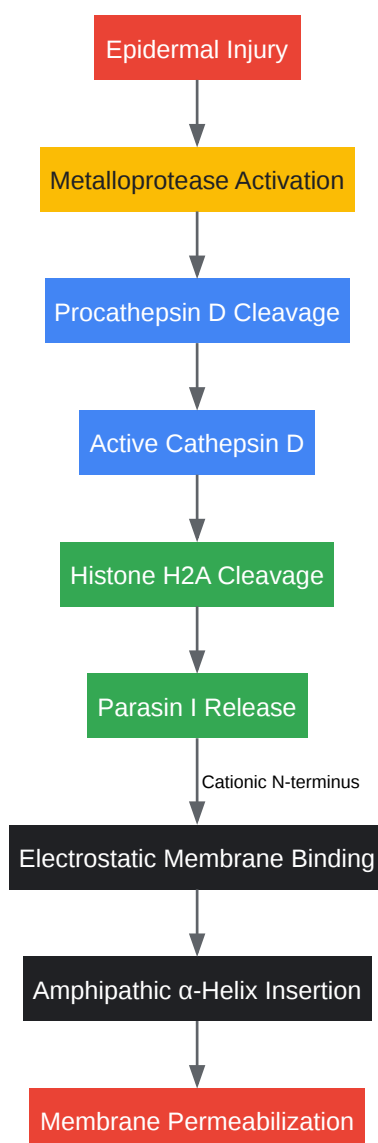 Epidermal Injury
Metalloprotease Activation
Procathepsin D Cleavage
Active Cathepsin D
Histone H2A Cleavage
Parasin I Release
Cationic N-terminus
Electrostatic Membrane Binding
Amphipathic α-Helix Insertion
Membrane Permeabilization